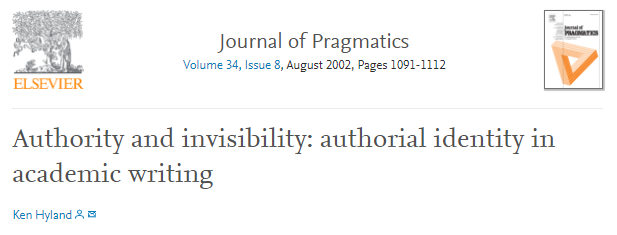 Journal of Pragmatics
Volume 34, Issue 8, August 2002, Pages 1091-1112
ELSEVIER
Authority and invisibility: authorial identity in
academic writing
Ken Hyland